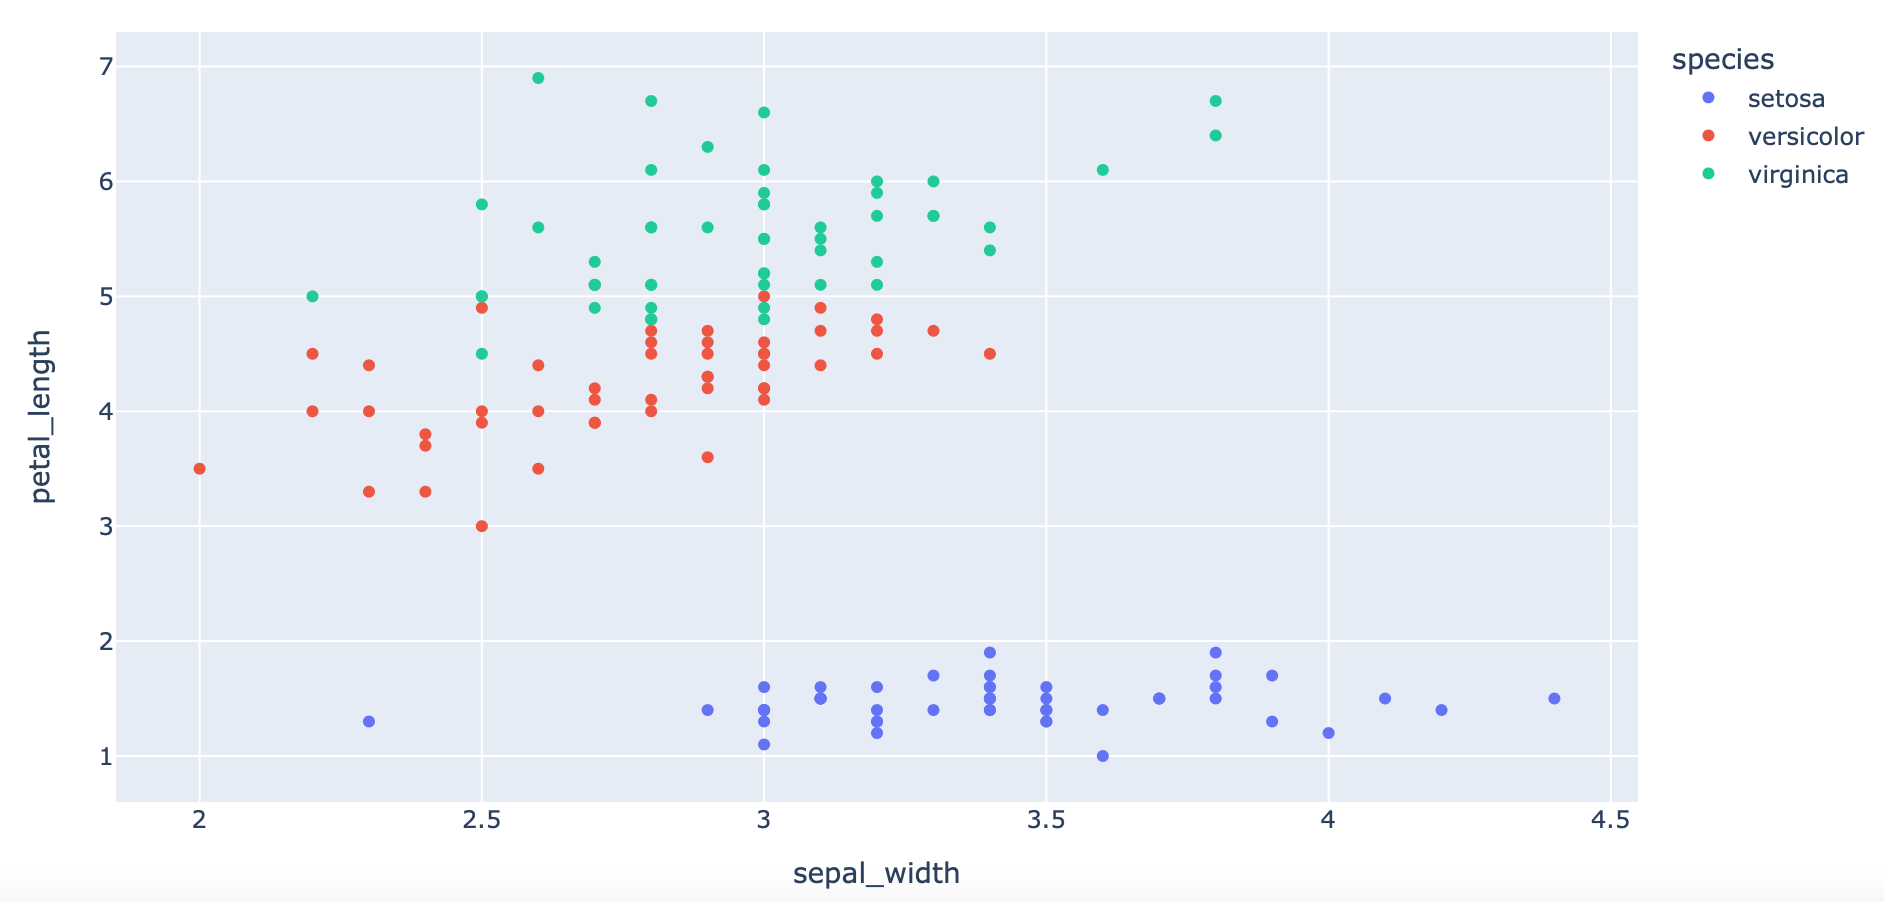 species
setosa
versicolor
virginica
petal_length
7
6
5
4
3
2
1
2 2.5 3 3.5 4 4.5
sepal_width